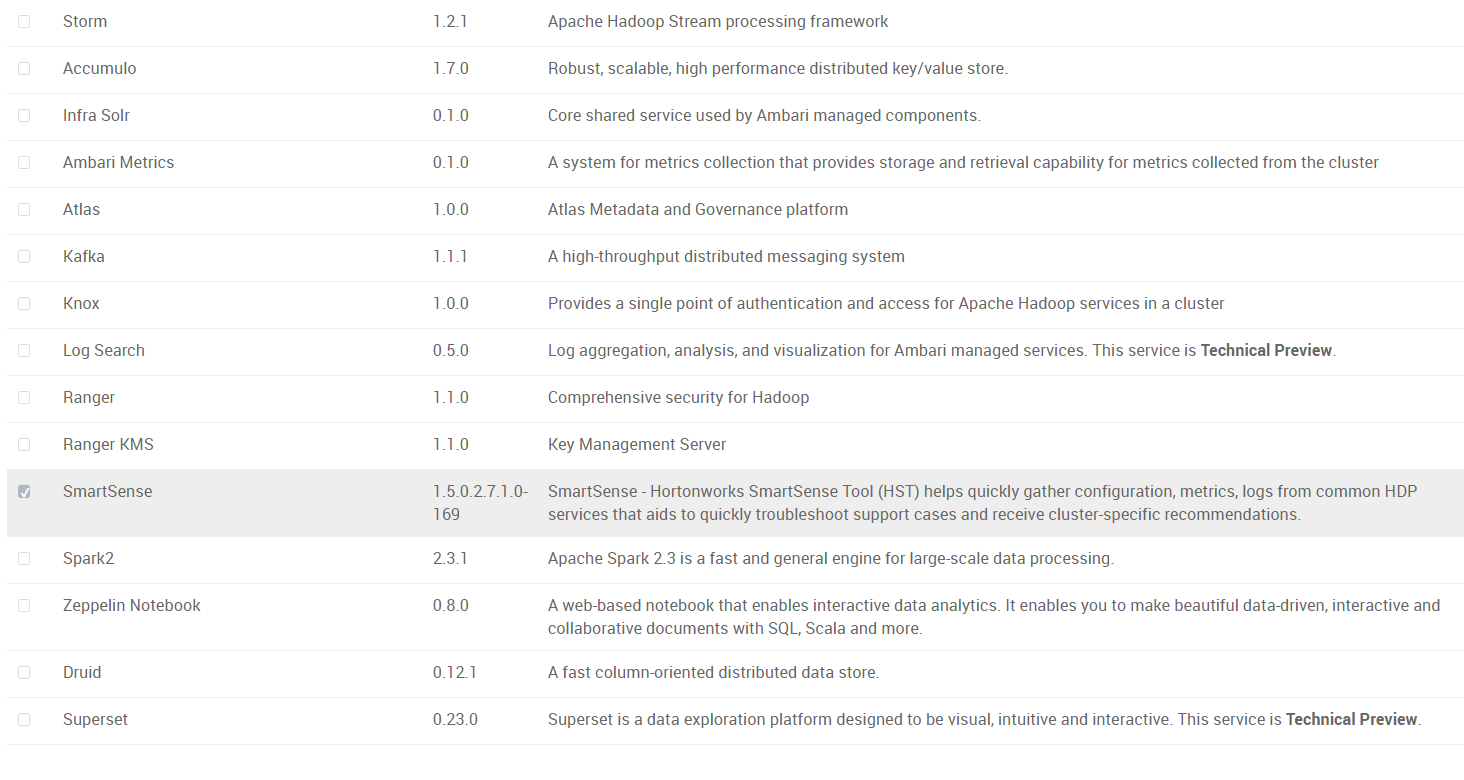 Storm 1.2.1 Apache Hadoop Stream processing framework
Accumulo 1.7.0 Robust, scalable, high performance distributed key/value store.
Infra Solr 0.1.0 Core shared service used by Ambari managed components.
Ambari Metrics 0.1.0 A system for metrics collection that provides storage and retrieval capability for metrics collected from the cluster
Atlas 1.0.0 Atlas Metadata and Governance platform
Kafka 1.1.1 A high-throughput distributed messaging system
Knox 1.0.0 Provides a single point of authentication and access for Apache Hadoop services in a cluster
Log Search 0.5.0 Log aggregation, analysis, and visualization for Ambari managed services. This service is Technical Preview.
Ranger 1.1.0 Comprehensive security for Hadoop
Ranger KMS 1.1.0 Key Management Server
SmartSense 1.5.0.2.7.1.0- SmartSense - Hortonworks SmartSense Tool (HST) helps quickly gather configuration, metrics, logs from common HDP
169 services that aids to quickly troubleshoot support cases and receive cluster-specific recommendations.
Spark2 2.3.1 Apache Spark 2.3 is a fast and general engine for large-scale data processing.
Zeppelin Notebook 0.8.0 A web-based notebook that enables interactive data analytics. It enables you to make beautiful data-driven, interactive and
collaborative documents with SQL, Scala and more.
Druid 0.12.1 A fast column-oriented distributed data store.
Superset 0.23.0 Superset is a data exploration platform designed to be visual, intuitive and interactive. This service is Technical Preview.